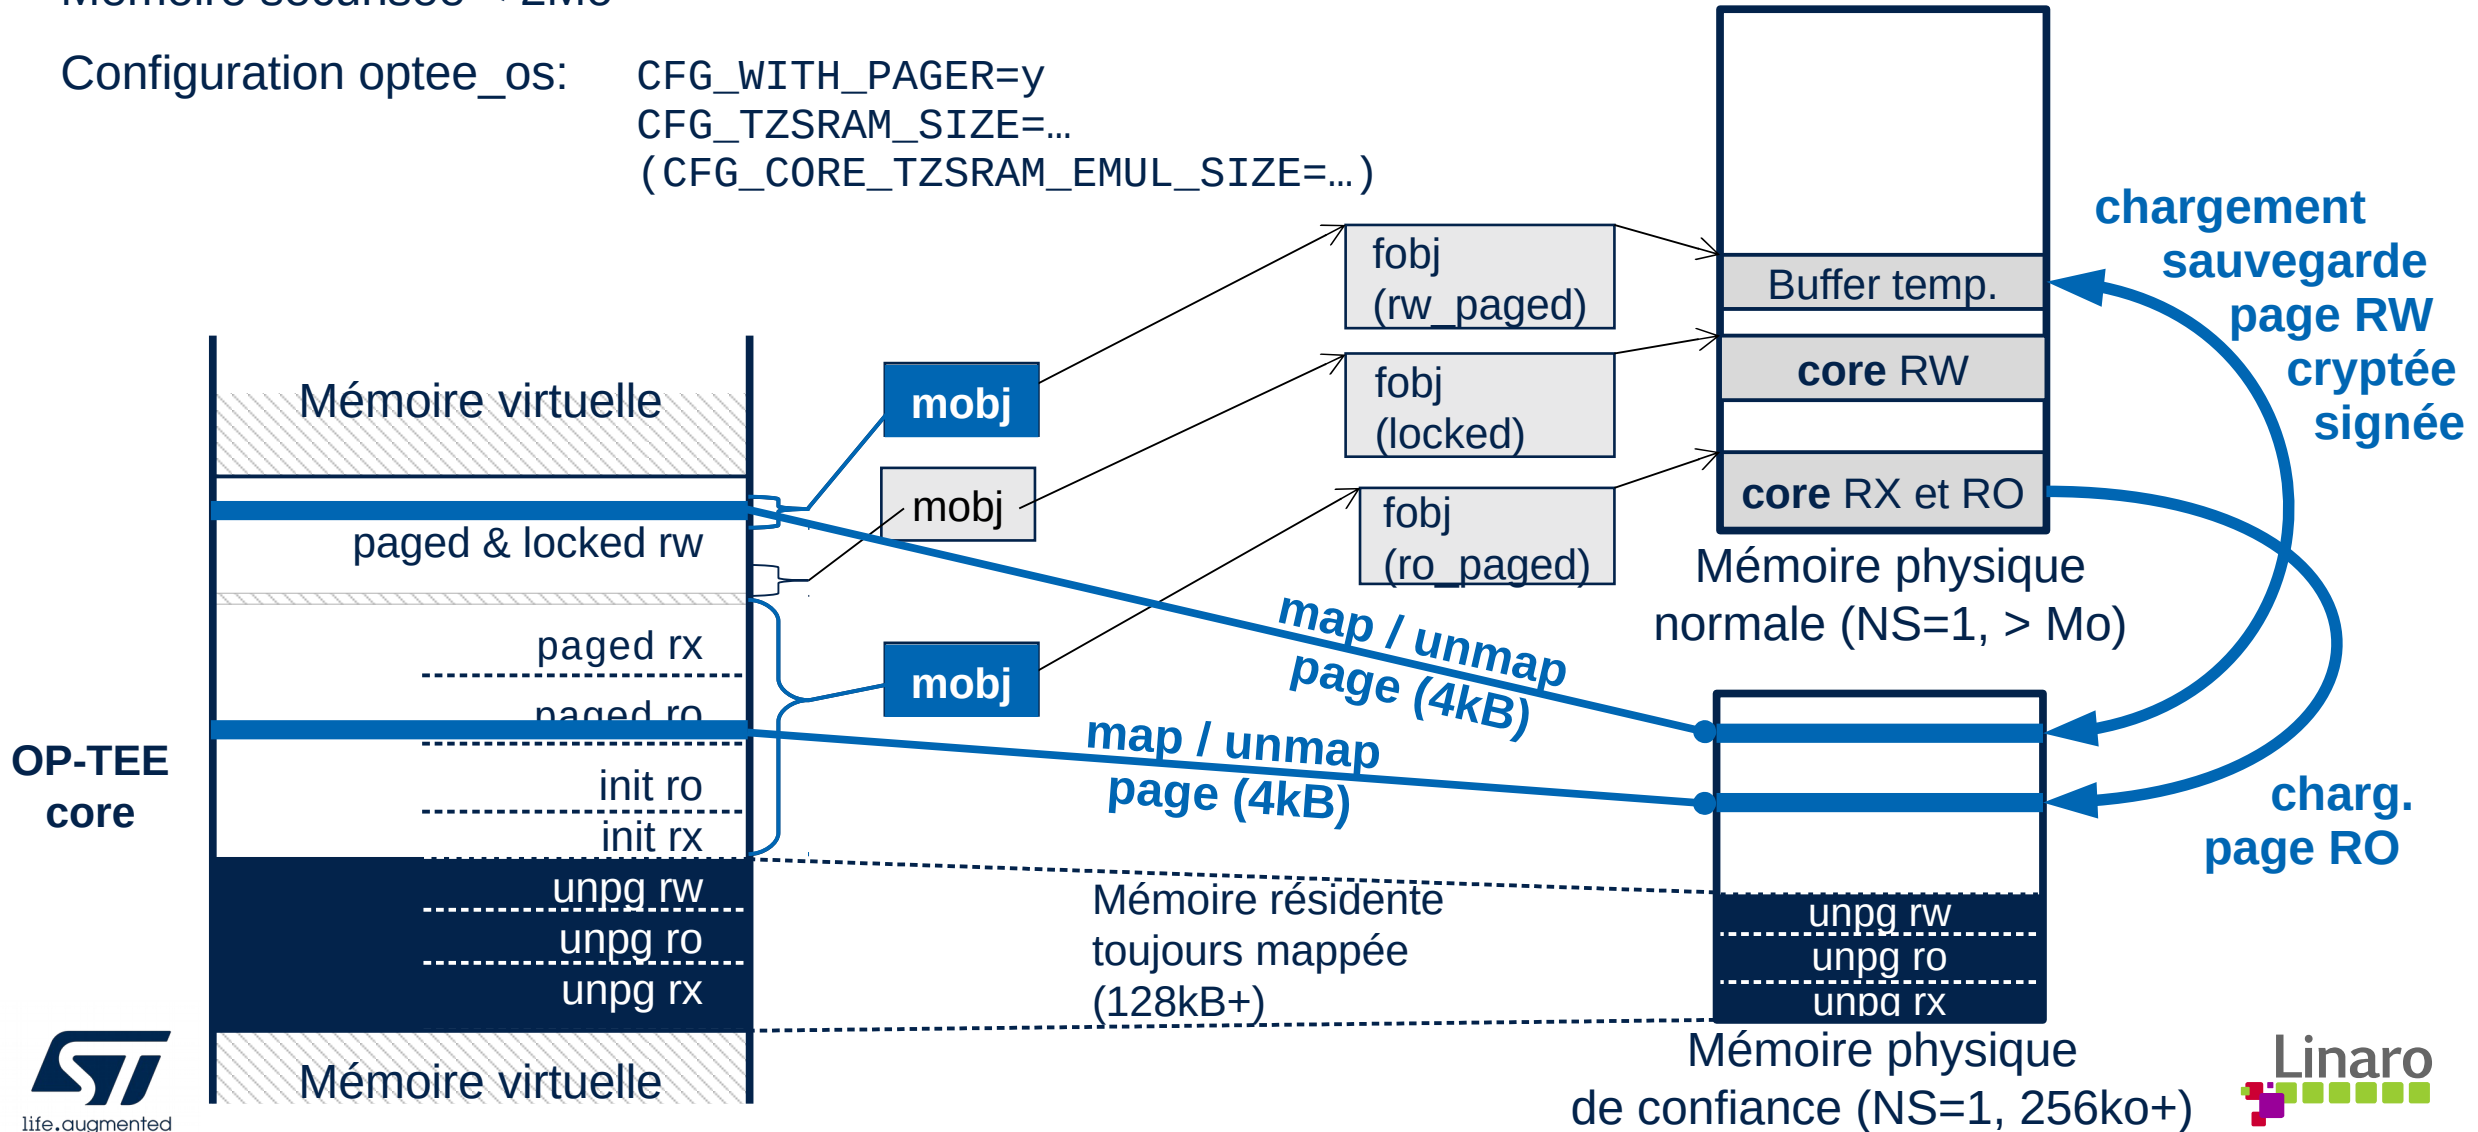 Mémoire sécurisée < 2Mo
Configuration optee_os:
CFG_WITH_PAGER=y
CFG_TZSRAM_SIZE=…
(CFG_CORE_TZSRAM_EMUL_SIZE=…)
chargement
sauvegarde
page RW
cryptée
signée
fobj
(rw_paged)
Buffer temp.
fobj
(locked)
core RW
fobj
(ro_paged)
core RX et RO
Mémoire physique
normale (NS=1, > Mo)
Mémoire virtuelle
mobj
mobj
mobj
paged & locked rw
paged rx
paged ro
init ro
init rx
OP-TEE
core
unpg rw
unpg ro
unpg rx
Mémoire virtuelle
map / unmap
page (4kB)
map / unmap
page (4kB)
Mémoire résidente
toujours mappée
(128kB+)
charg.
page RO
unpg rw
unpg ro
unpg rx
Mémoire physique
de confiance (NS=1, 256ko+)
ST
life.augmented
Linaro